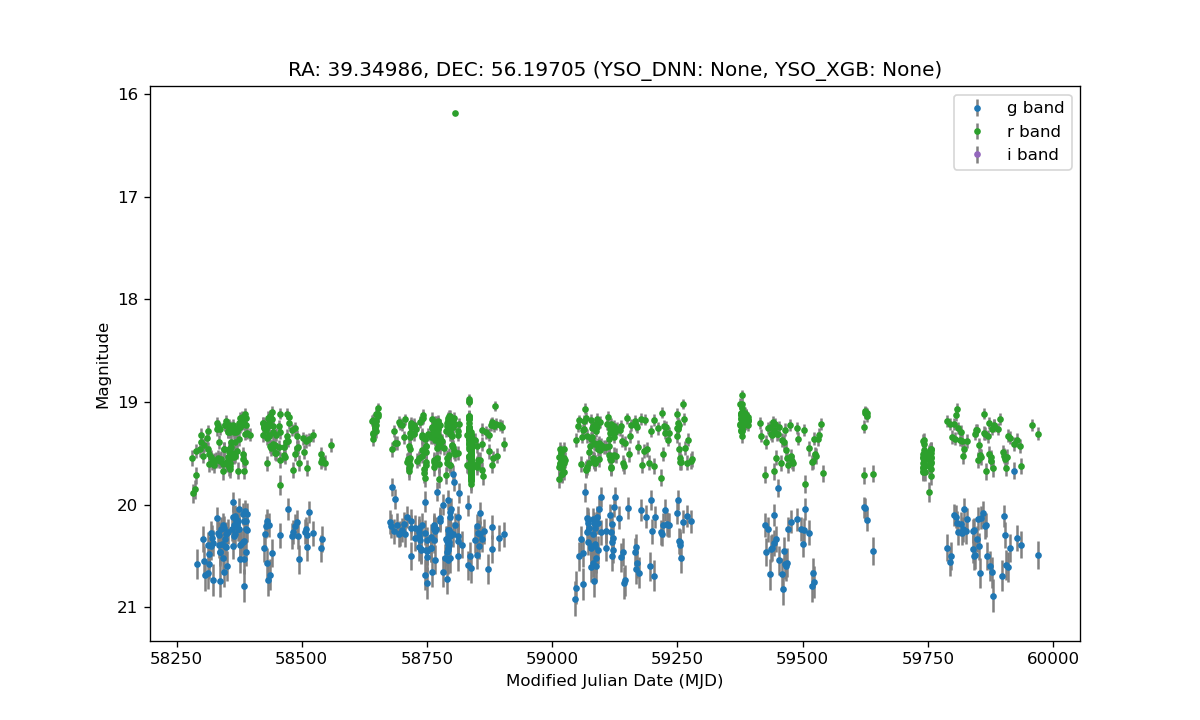 RA: 39.34986, DEC: 56.19705 (YSO_DNN: None, YSO_XGB: None)
g band
r band
i band
16
17
18
19
20
21
Magnitude
58250 58500 58750 59000 59250 59500 59750 60000
Modified Julian Date (MJD)